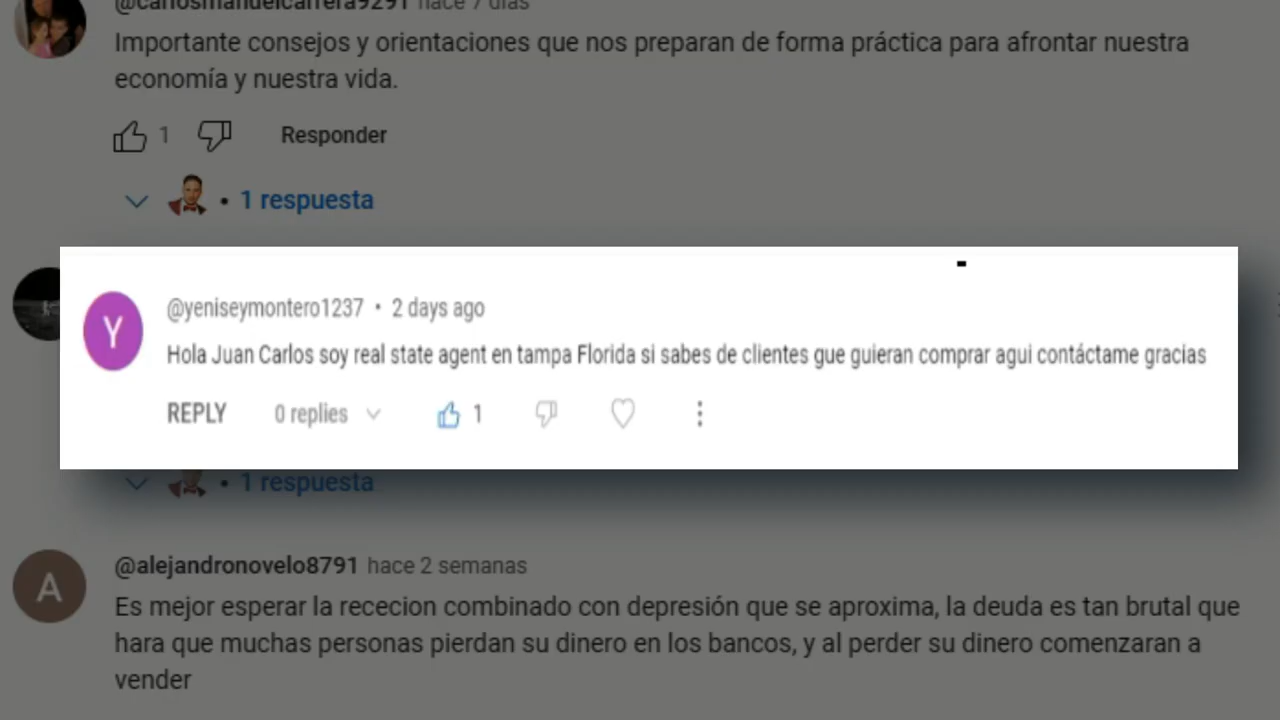 @carlosmanuelcarrera9291 hace 7 días
Importante consejos y orientaciones que nos preparan de forma práctica para afrontar nuestra
economía y nuestra vida.
1 Responder
• 1 respuesta
Y
@yeniseymontero1237 • 2 days ago
Hola Juan Carlos soy real state agent en tampa Florida si sabes de clientes gue guieran comprar agui contáctame gracias
REPLY 0 replies 1
• 1 respuesta
A
@alejandronovelo8791 hace 2 semanas
Es mejor esperar la rececion combinado con depresión que se aproxima, la deuda es tan brutal que
hara que muchas personas pierdan su dinero en los bancos, y al perder su dinero comenzaran a
vender